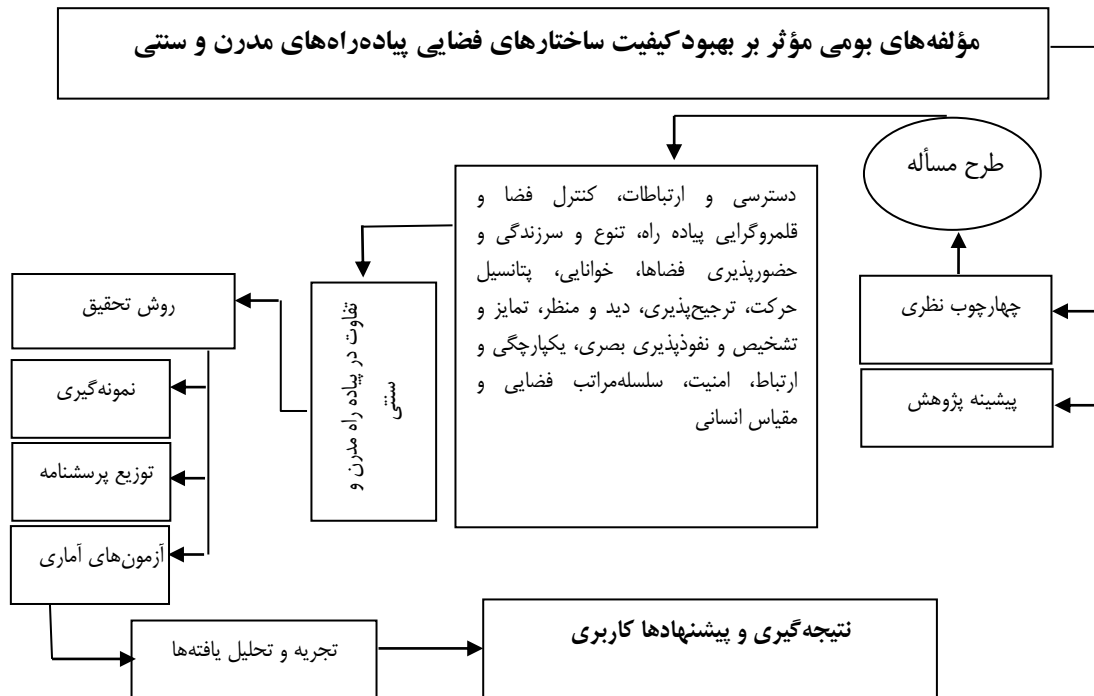 مؤلفه‌های بومی مؤثر بر بهبود کیفیت ساختارهای فضایی پیاده‌راه‌های مدرن و سنتی
طرح مسأله
چهارچوب نظری
پیشینه پژوهش
دسترسی و ارتباطات، کنترل فضا و
قلمروگرایی پیاده راه، تنوع و سرزندگی و
حضورپذیری فضاها، خوانایی، پتانسیل
حرکت، ترجیح‌پذیری، دید و منظر، تمایز و
تشخیص و نفوذپذیری بصری، یکپارچگی و
ارتباط، امنیت، سلسله‌مراتب فضایی و
مقیاس انسانی
تفاوت در پیاده راه مدرن و
سنتی
روش تحقیق
نمونه‌گیری
توزیع پرسشنامه
آزمون‌های آماری
تجریه و تحلیل یافته‌ها
نتیجه‌گیری و پیشنهادها کاربری